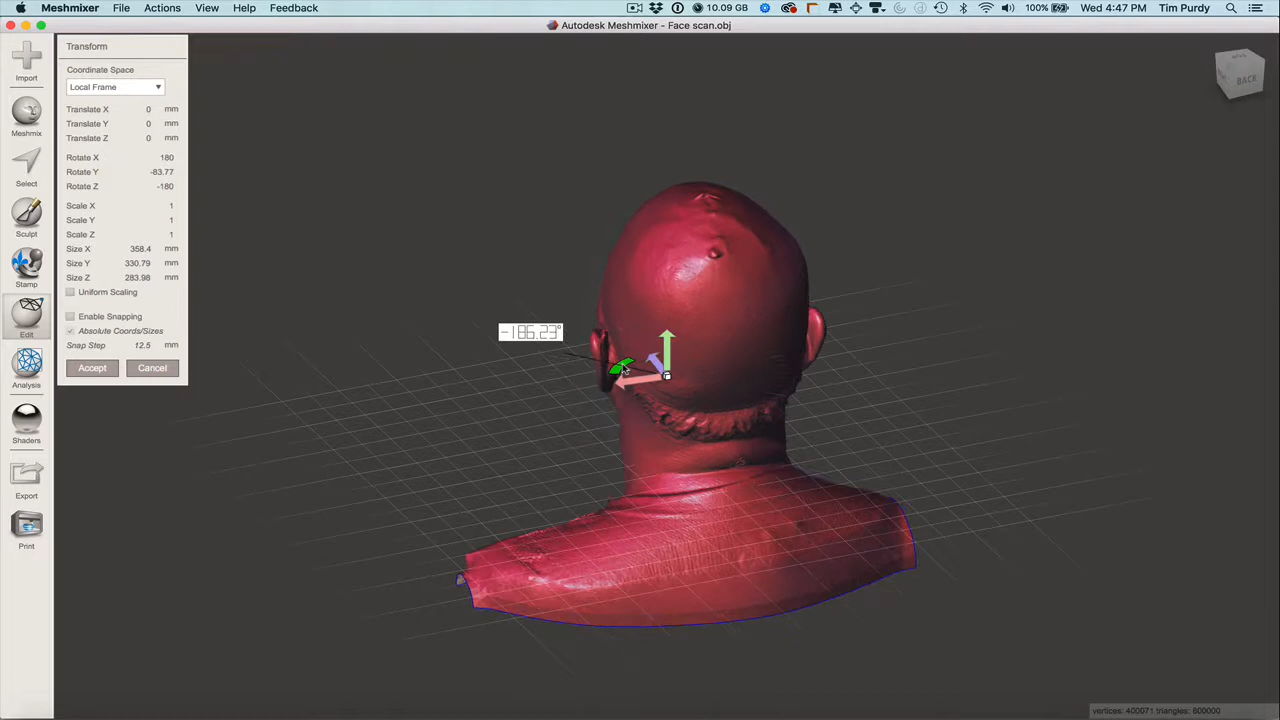 Meshmixer File Actions View Help Feedback 10.09 GB 100% Wed 4:47 PM Tim Purdy
Autodesk Meshmixer - Face scan.obj
Import
Meshmix
Select
Sculpt
Stamp
Edit
Analysis
Shaders
Export
Print
Transform
Coordinate Space
Local Frame
Translate X 0 mm
Translate Y 0 mm
Translate Z 0 mm
Rotate X 180
Rotate Y -83.77
Rotate Z -180
Scale X 1
Scale Y 1
Scale Z 1
Size X 358.4 mm
Size Y 330.79 mm
Size Z 283.98 mm
Uniform Scaling
Enable Snapping
Absolute Coords/Sizes
Snap Step 12.5 mm
Accept Cancel
-186.23°
BACK
vertices: 400071 triangles: 800000